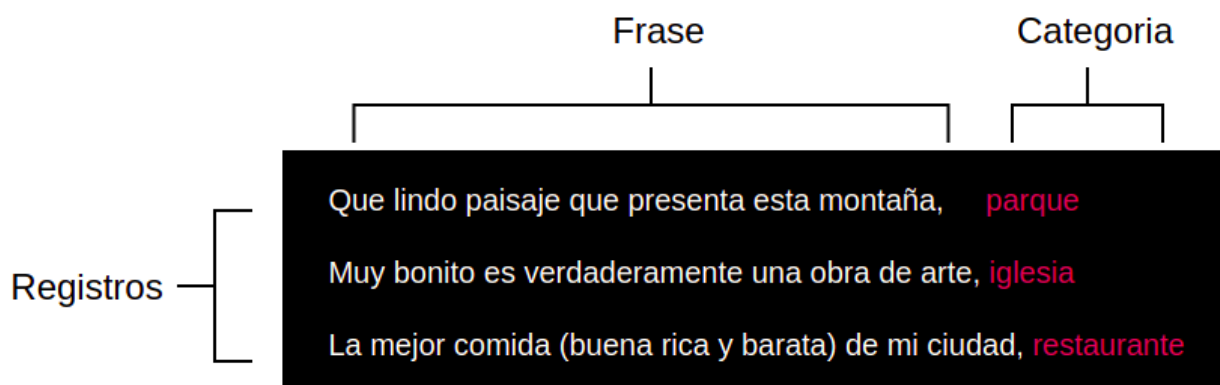 Frase
Categoria
Que lindo paisaje que presenta esta montaña, parque
Registros
Muy bonito es verdaderamente una obra de arte, iglesia
La mejor comida (buena rica y barata) de mi ciudad, restaurante